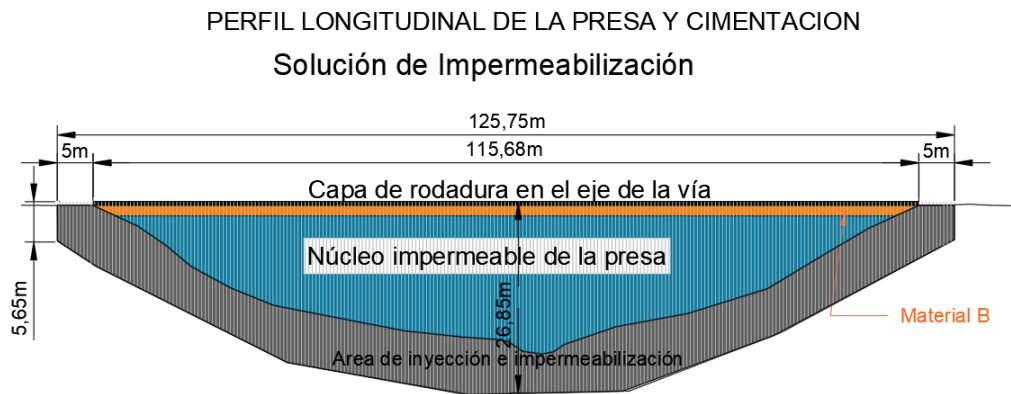 PERFIL LONGITUDINAL DE LA PRESA Y CIMENTACION
Solución de Impermeabilización
125,75m
5m
115,68m
5m
Capa de rodadura en el eje de la vía
Núcleo impermeable de la presa
5,65m
26,85m
Material B
Area de inyección e impermeabilización